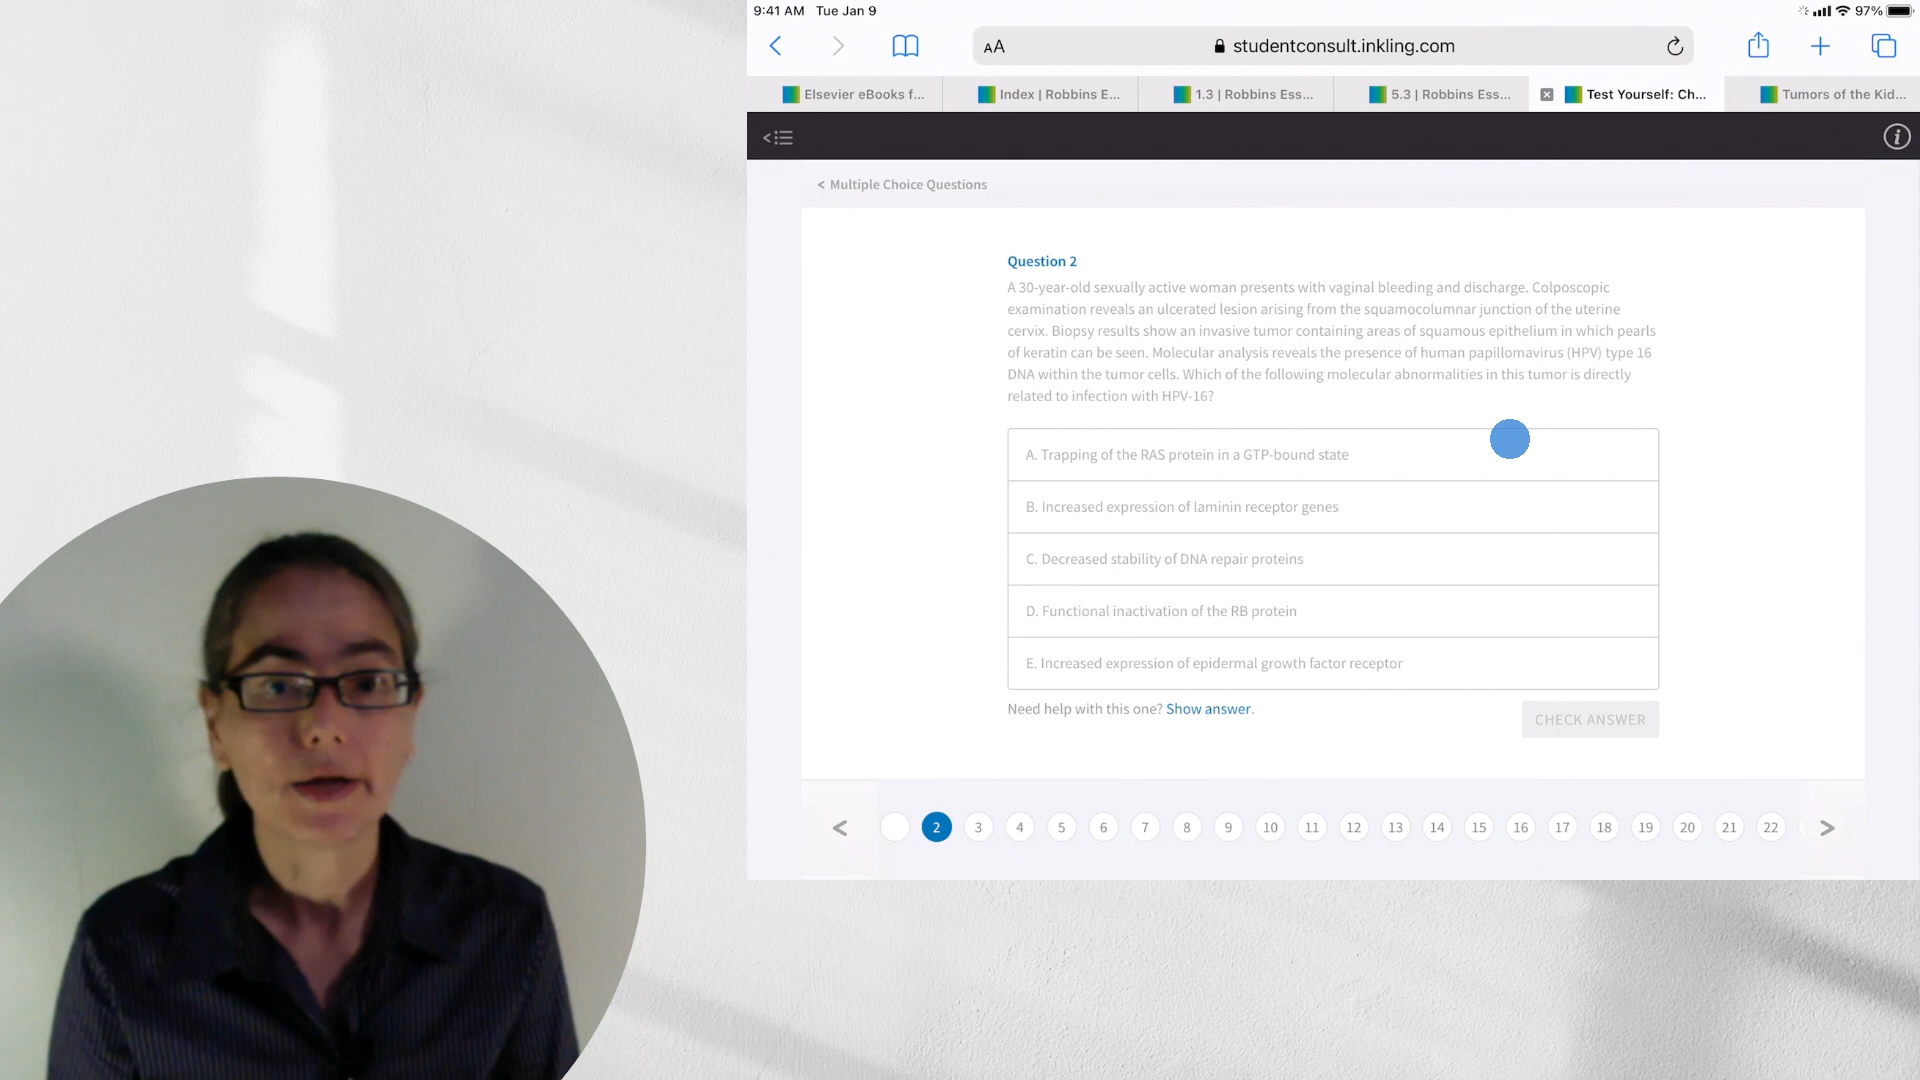 9:41 AM Tue Jan 9
97%
AA
studentconsult.inkling.com
Elsevier eBooks f...
Index | Robbins E...
1.3 | Robbins Ess...
5.3 | Robbins Ess...
Test Yourself: Ch...
Tumors of the Kid...
< Multiple Choice Questions
Question 2
A 30-year-old sexually active woman presents with vaginal bleeding and discharge. Colposcopic
examination reveals an ulcerated lesion arising from the squamocolumnar junction of the uterine
cervix. Biopsy results show an invasive tumor containing areas of squamous epithelium in which pearls
of keratin can be seen. Molecular analysis reveals the presence of human papillomavirus (HPV) type 16
DNA within the tumor cells. Which of the following molecular abnormalities in this tumor is directly
related to infection with HPV-16?
A. Trapping of the RAS protein in a GTP-bound state
B. Increased expression of laminin receptor genes
C. Decreased stability of DNA repair proteins
D. Functional inactivation of the RB protein
E. Increased expression of epidermal growth factor receptor
Need help with this one? Show answer.
CHECK ANSWER
< 2 3 4 5 6 7 8 9 10 11 12 13 14 15 16 17 18 19 20 21 22 >